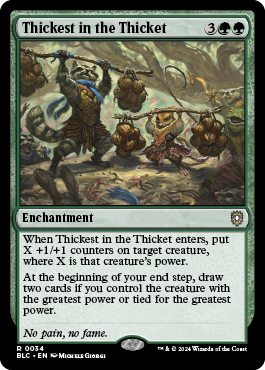 Thickest in the Thicket 3
Enchantment
When Thickest in the Thicket enters, put
X +1/+1 counters on target creature,
where X is that creature's power.
At the beginning of your end step, draw
two cards if you control the creature with
the greatest power or tied for the greatest
power.
No pain, no fame.
R 0034
BLC • EN Michele Giorgi
™ & © 2024 Wizards of the Coast